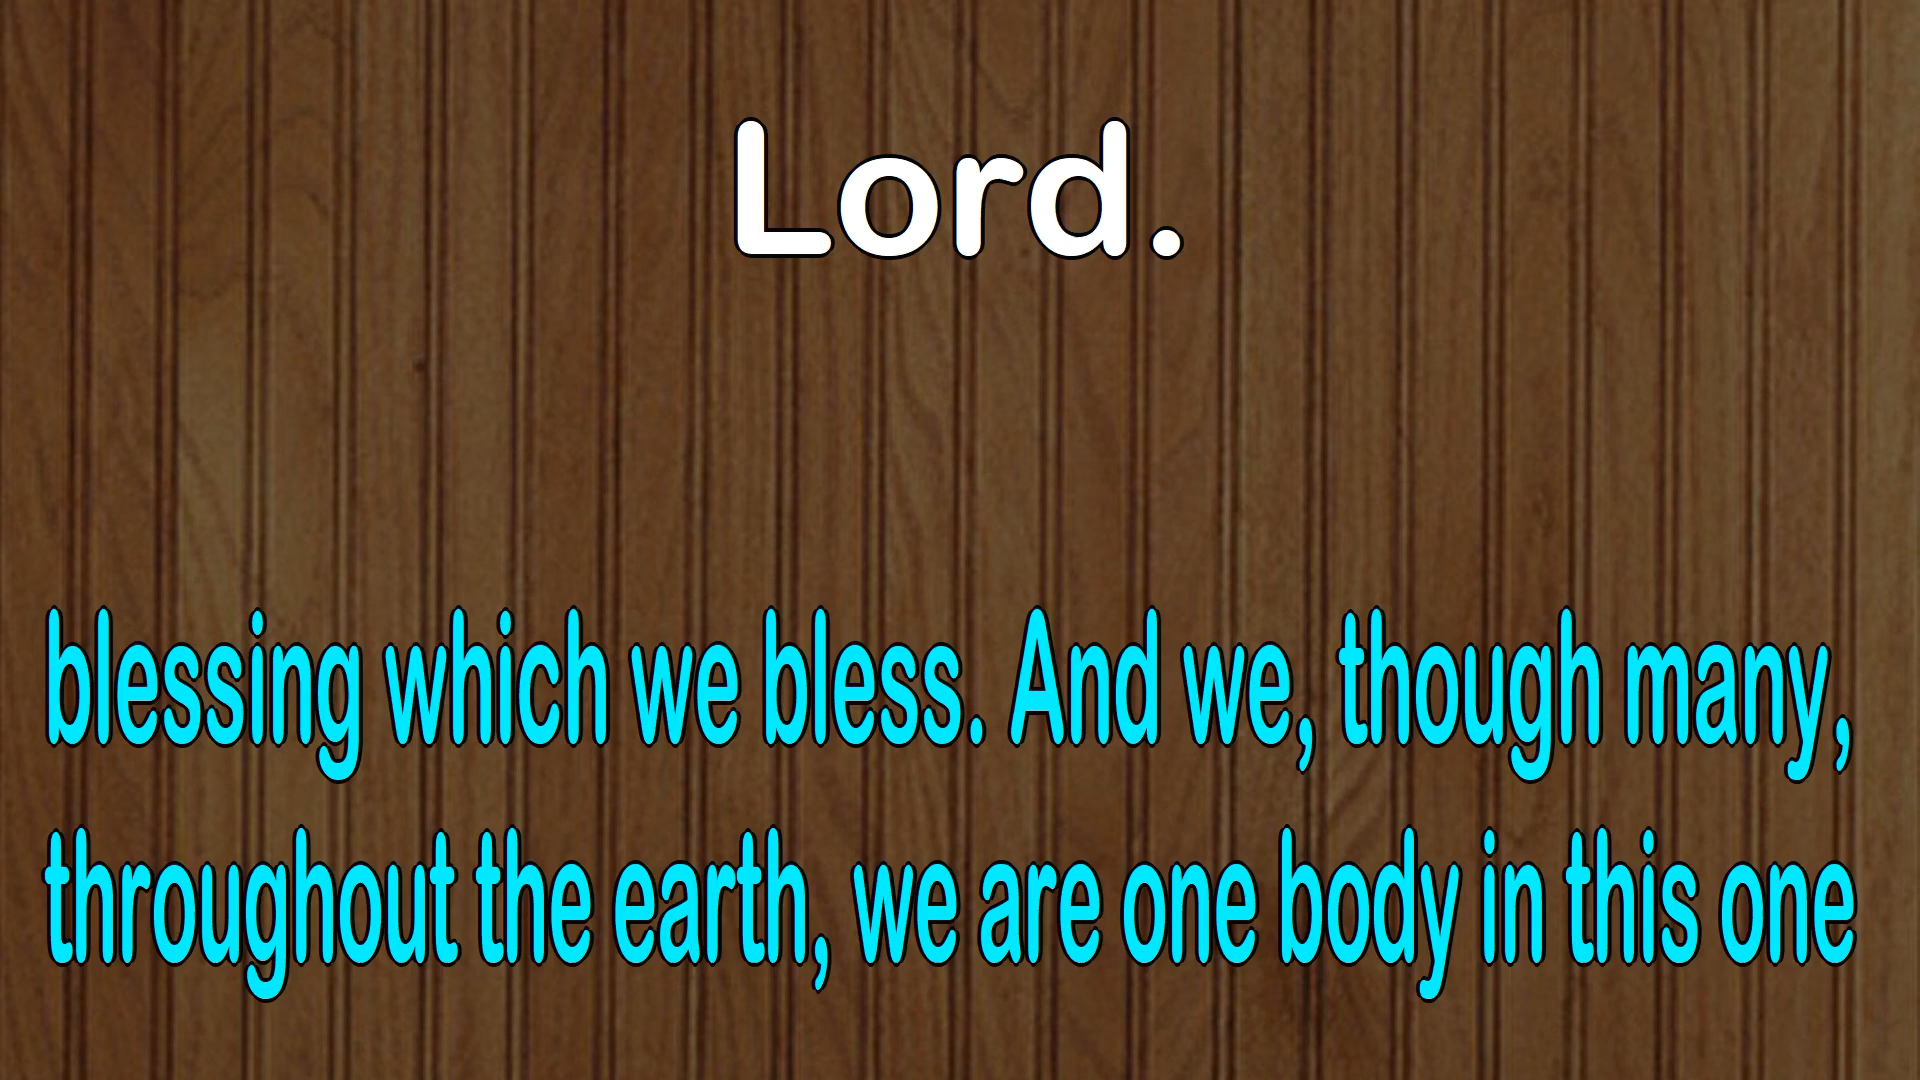 Lord.
blessing which we bless. And we, though many,
throughout the earth, we are one body in this one